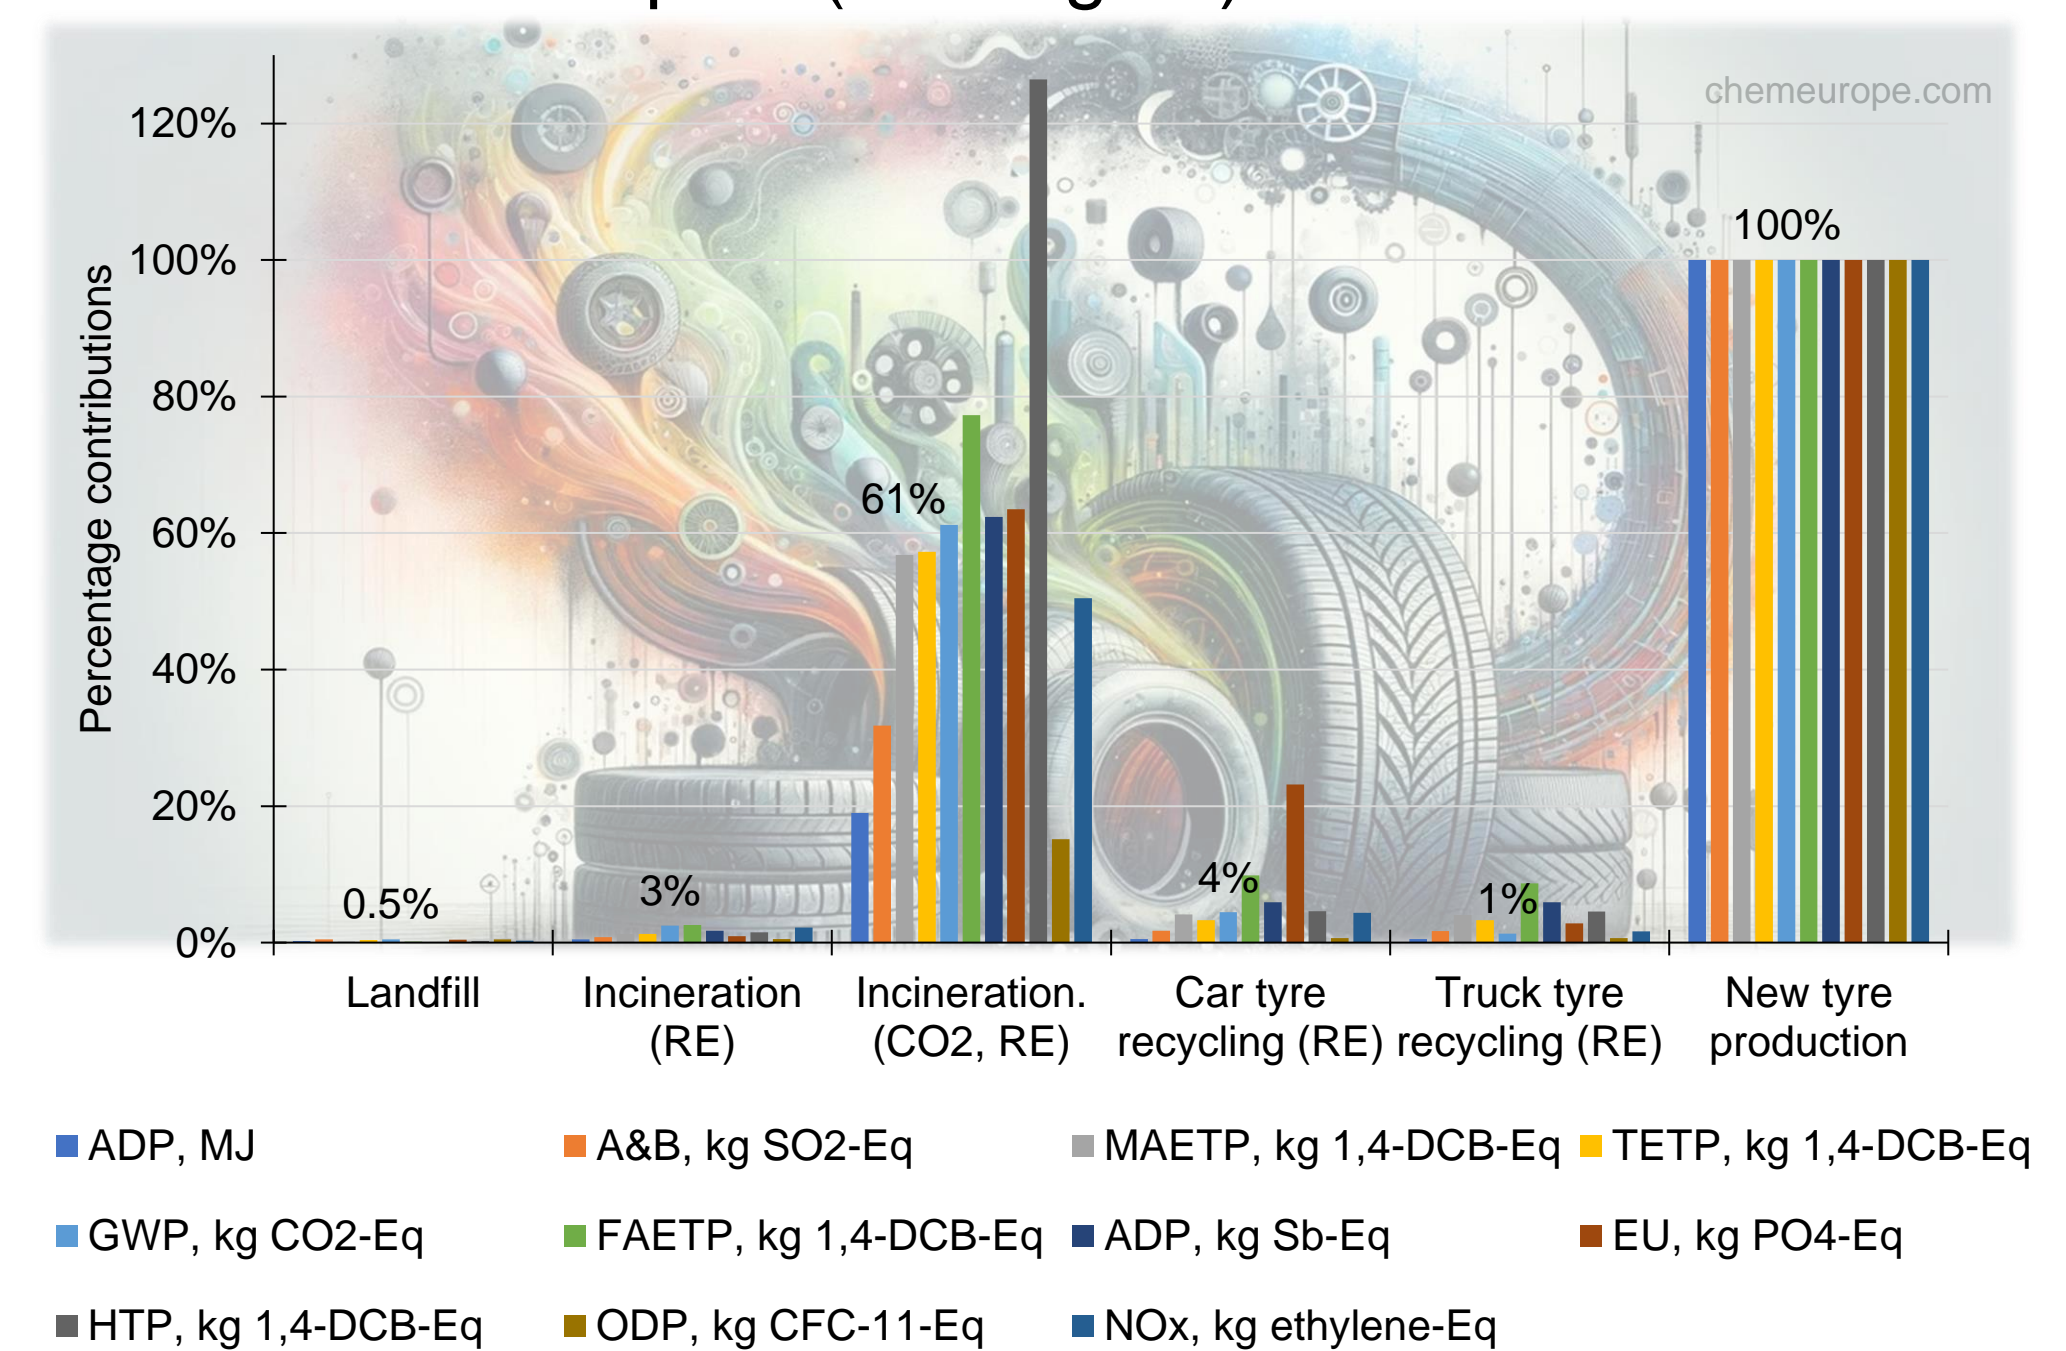 chemeurope.com
Percentage contributions
120%
100%
80%
60%
40%
20%
0%
0.5%
3%
61%
4%
1%
100%
Landfill
Incineration
(RE)
Incineration.
(CO2, RE)
Car tyre
recycling (RE)
Truck tyre
recycling (RE)
New tyre
production
ADP, MJ
A&B, kg SO2-Eq
MAETP, kg 1,4-DCB-Eq
TETP, kg 1,4-DCB-Eq
GWP, kg CO2-Eq
FAETP, kg 1,4-DCB-Eq
ADP, kg Sb-Eq
EU, kg PO4-Eq
HTP, kg 1,4-DCB-Eq
ODP, kg CFC-11-Eq
NOx, kg ethylene-Eq